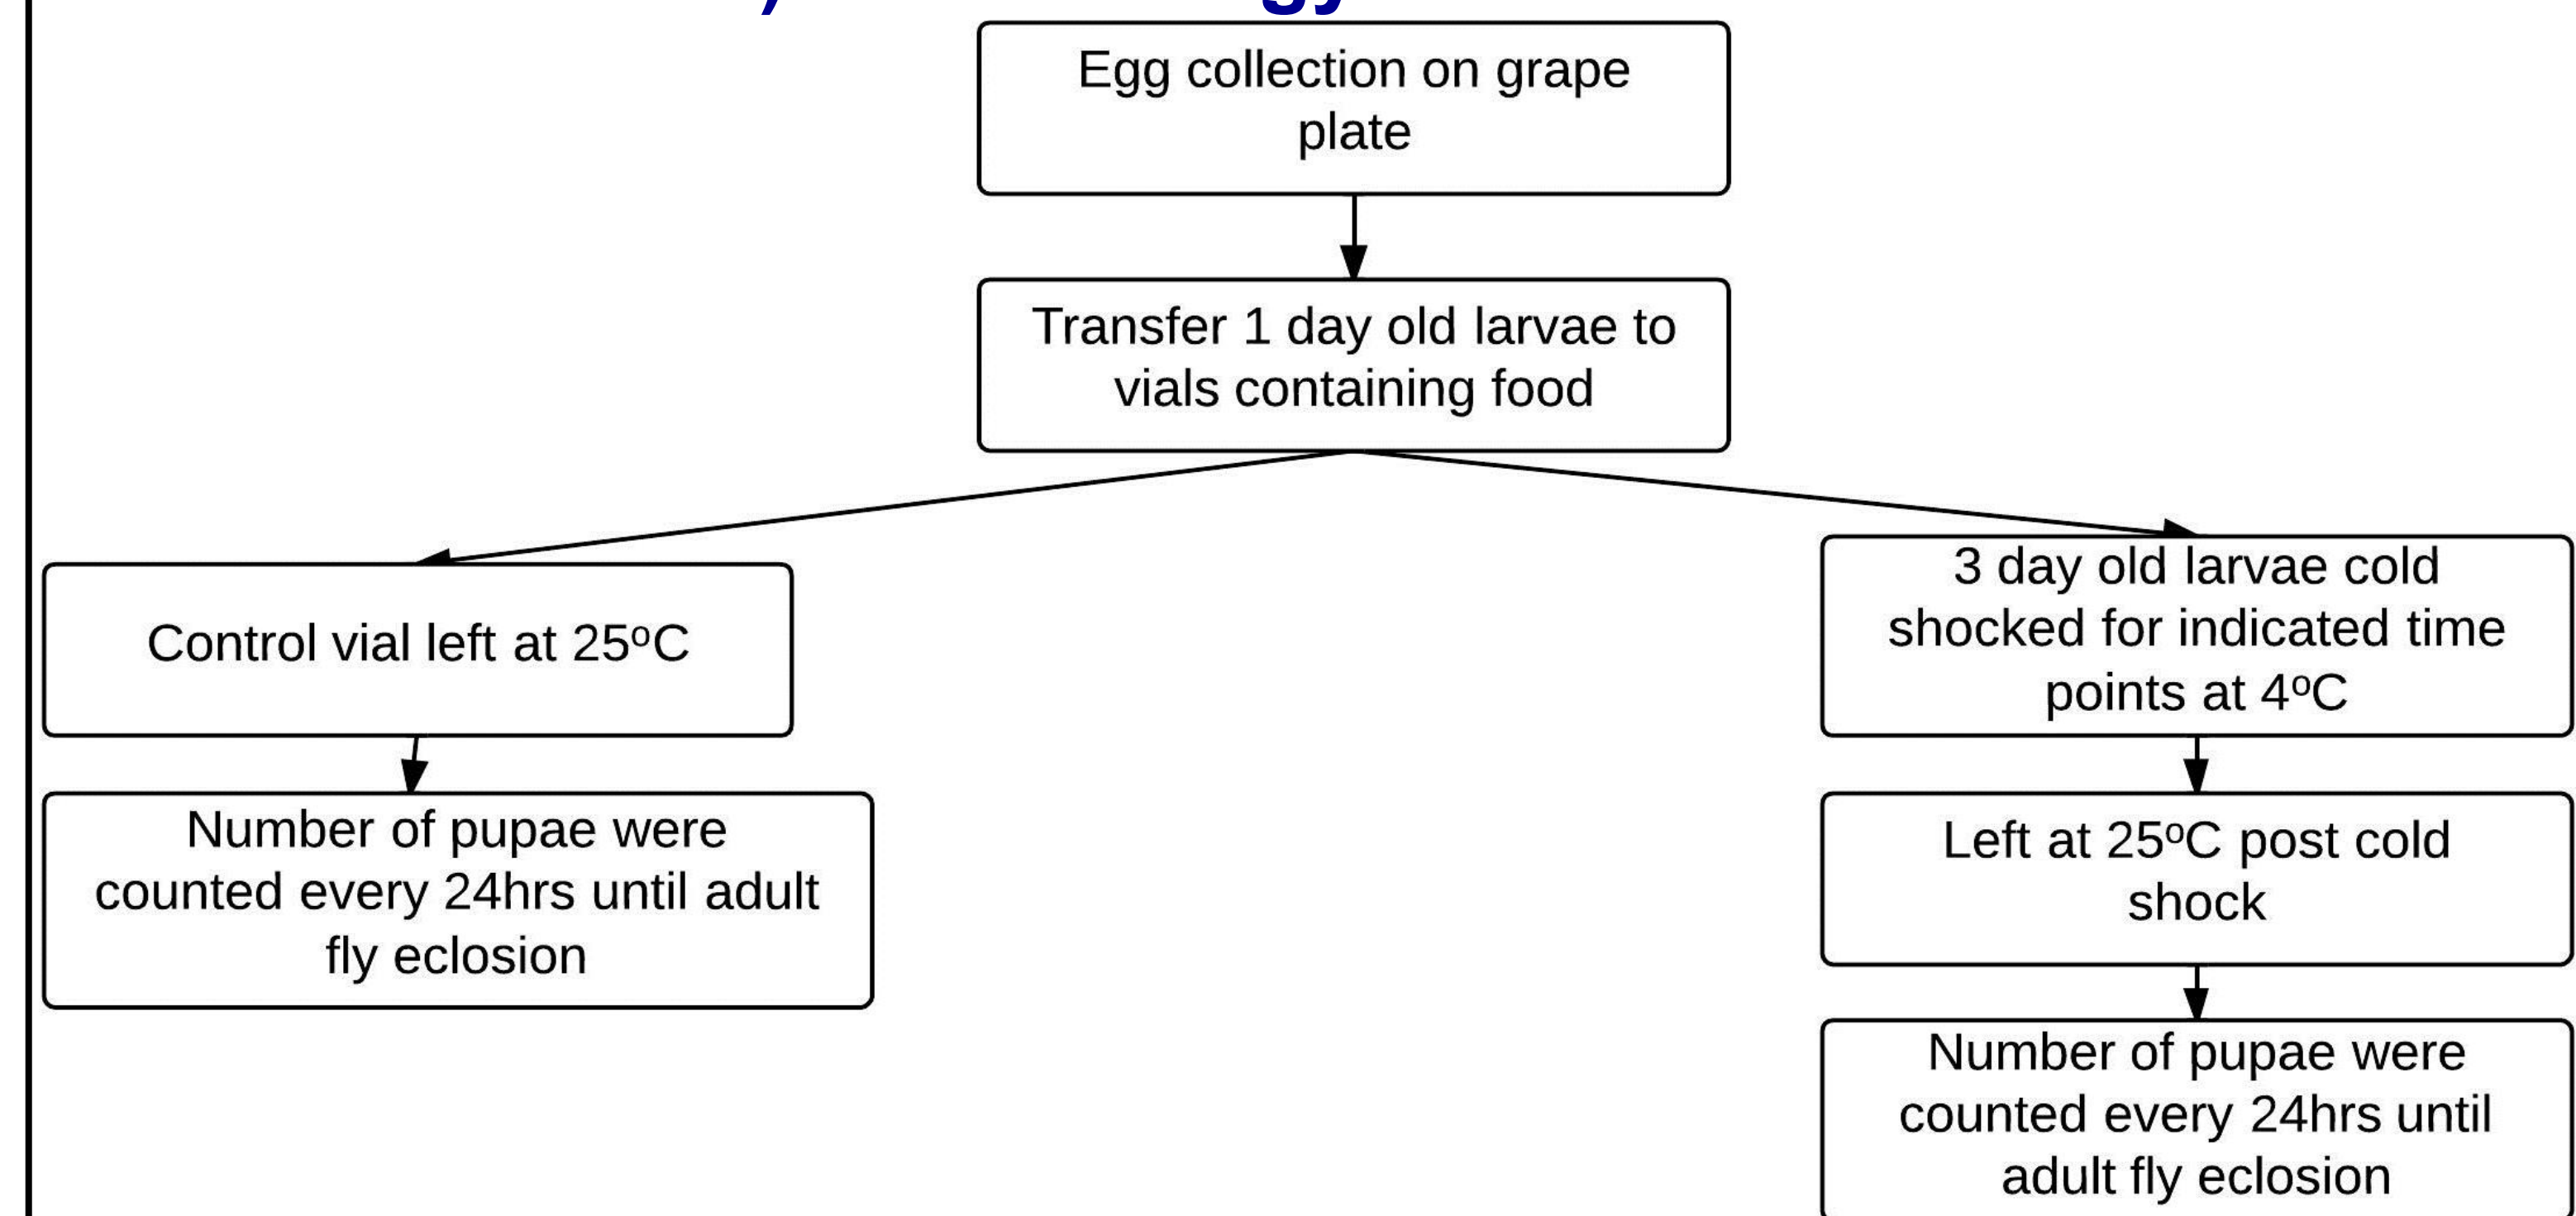 Egg collection on grape
plate
Transfer 1 day old larvae to
vials containing food
Control vial left at 25ºC
Number of pupae were
counted every 24hrs until adult
fly eclosion
3 day old larvae cold
shocked for indicated time
points at 4ºC
Left at 25ºC post cold
shock
Number of pupae were
counted every 24hrs until
adult fly eclosion